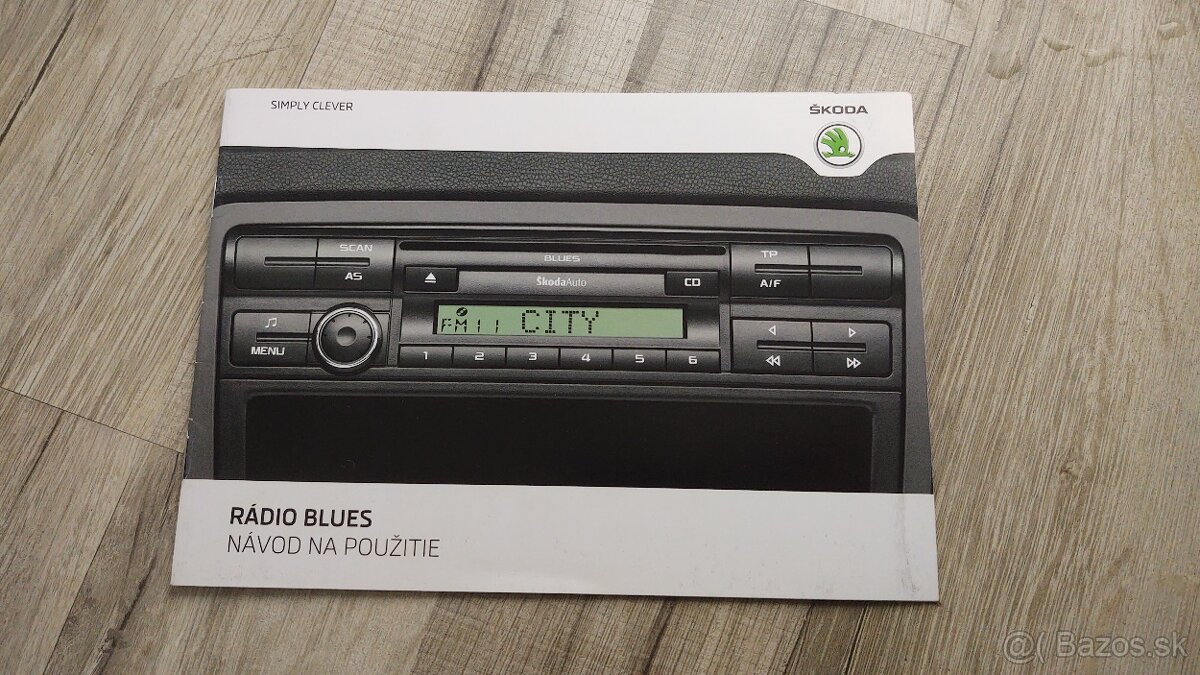 SIMPLY CLEVER
ŠKODA
SCAN
AS
BLUES
ŠkodaAuto
CD
TP
A/F
MENU
FM11 CITY
1 2 3 4 5 6
RÁDIO BLUES
NÁVOD NA POUŽITIE
@( Bazos.sk